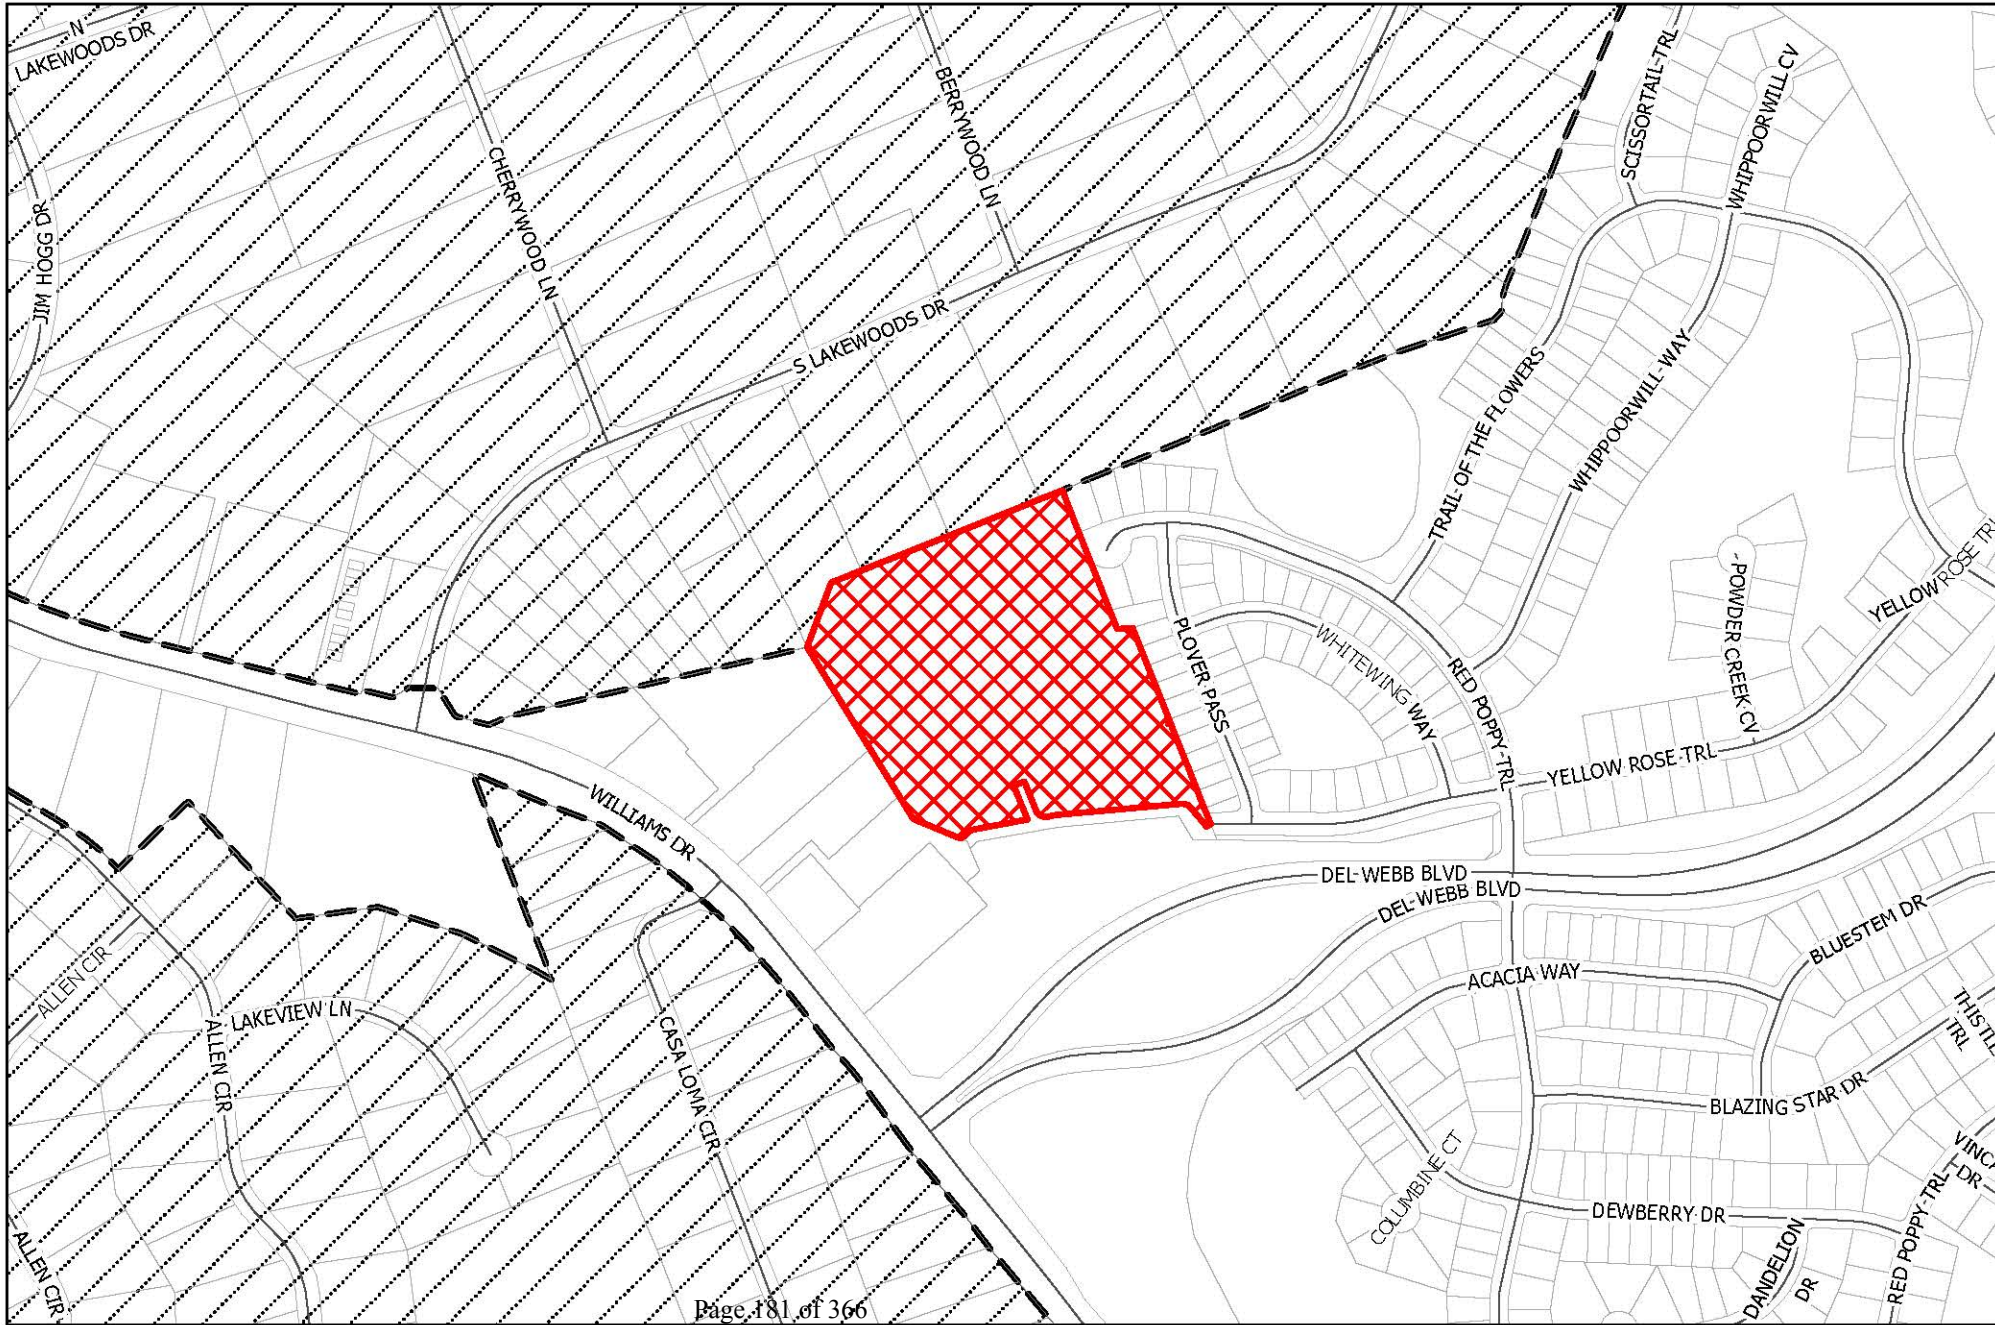 N
LAKEWOODS DR
JIM HOGG DR
CHERRYWOOD LN
BERRYWOOD LN
S LAKEWOODS DR
SCISSORTAIL TRL
WHIPPOORWILL CV
TRAIL OF THE FLOWERS
WHIPPOORWILL WAY
POWDER CREEK CV
YELLOW ROSE TRL
PLOVER PASS
WHITEWING WAY
RED POPPY TRL
YELLOW ROSE TRL
WILLIAMS DR
DEL WEBB BLVD
DEL WEBB BLVD
BLUESTEM DR
ACACIA WAY
ALLEN CIR
LAKEVIEW LN
ALLEN CIR
CASA LOMA CIR
TRL
BLAZING STAR DR
COLUMBINE CT
DR
DEWBERRY DR
RED POPPY TRL
DANDELION
DR
ALLEN CIR
Page 181 of 366